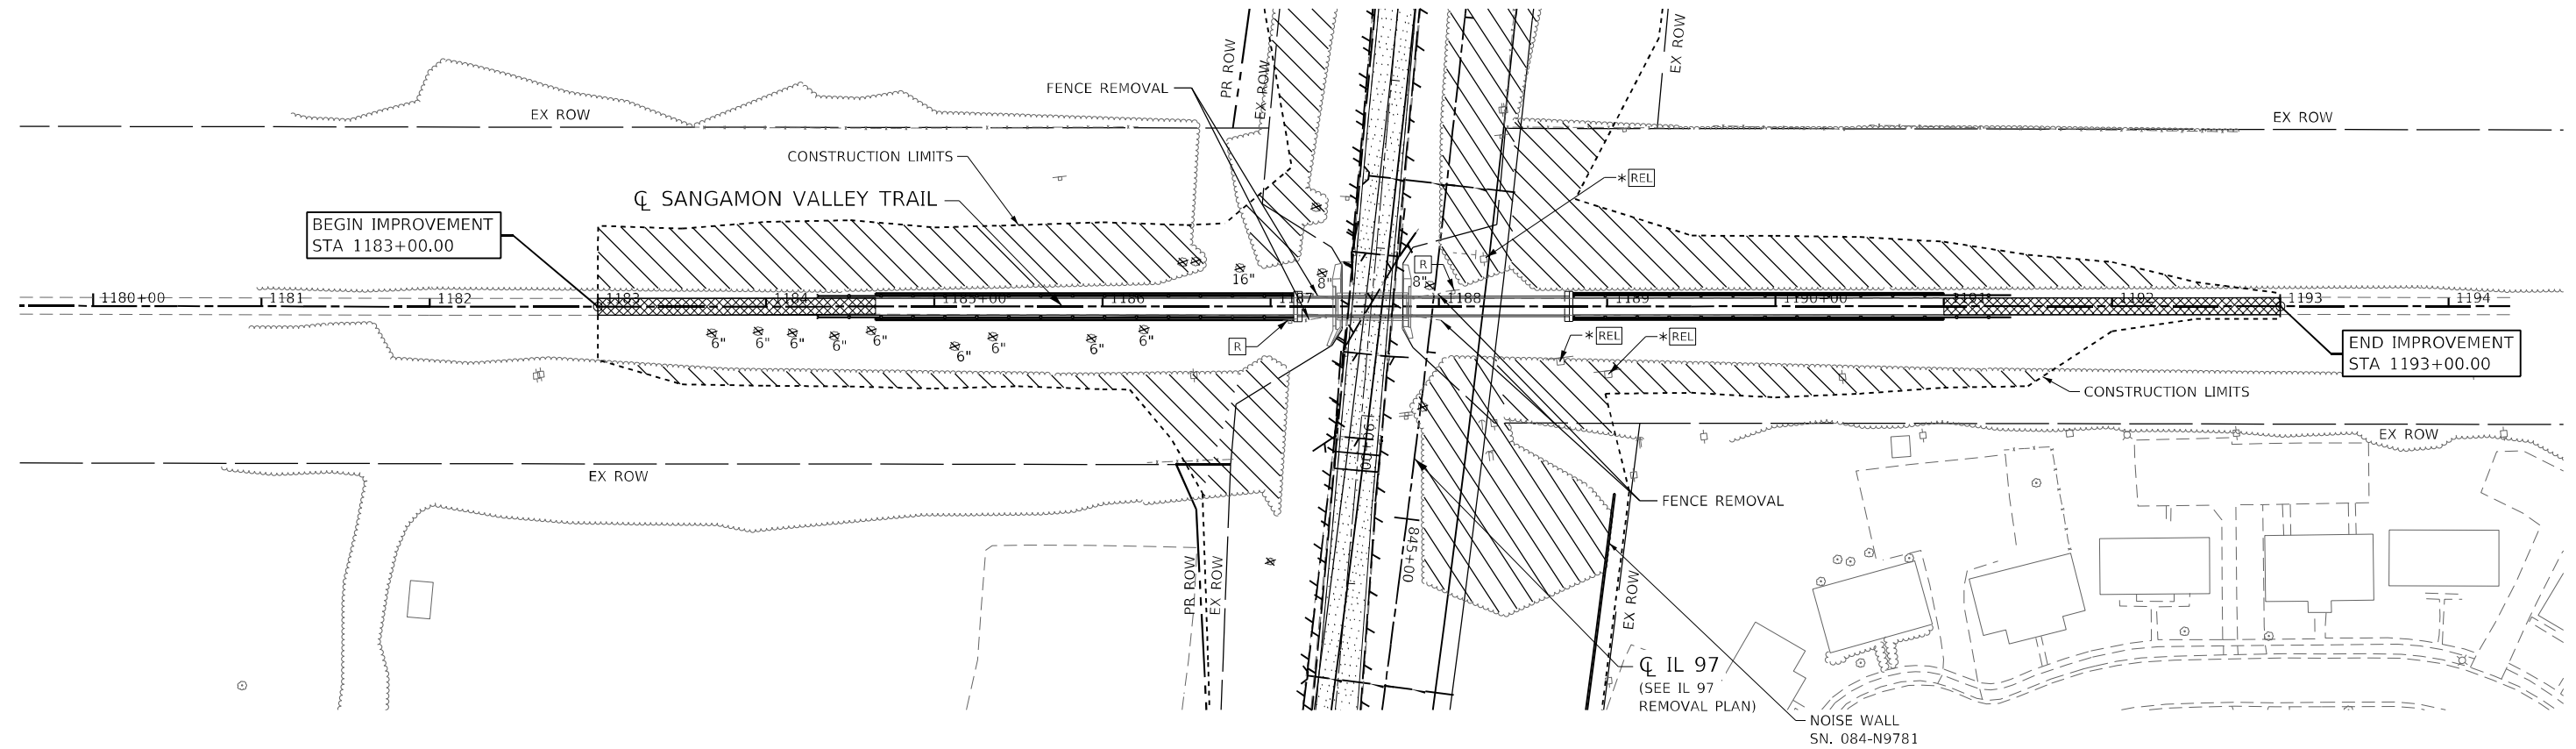 PR ROW
EX ROW
EX ROW
FENCE REMOVAL
EX ROW
EX ROW
CONSTRUCTION LIMITS
* REL
℄ SANGAMON VALLEY TRAIL
BEGIN IMPROVEMENT
STA 1183+00.00
16"
8"
R
8"
1180+00
1181
1182
1183
1184
1185+00
1186
1187
1188
1189
1190+00
1191
1192
1193
1194
6"
6"
6"
6"
6"
6"
6"
6"
6"
R
* REL
* REL
END IMPROVEMENT
STA 1193+00.00
CONSTRUCTION LIMITS
EX ROW
EX ROW
FENCE REMOVAL
845+00
PR ROW
EX ROW
EX ROW
℄ IL 97
(SEE IL 97
REMOVAL PLAN)
NOISE WALL
SN. 084-N9781